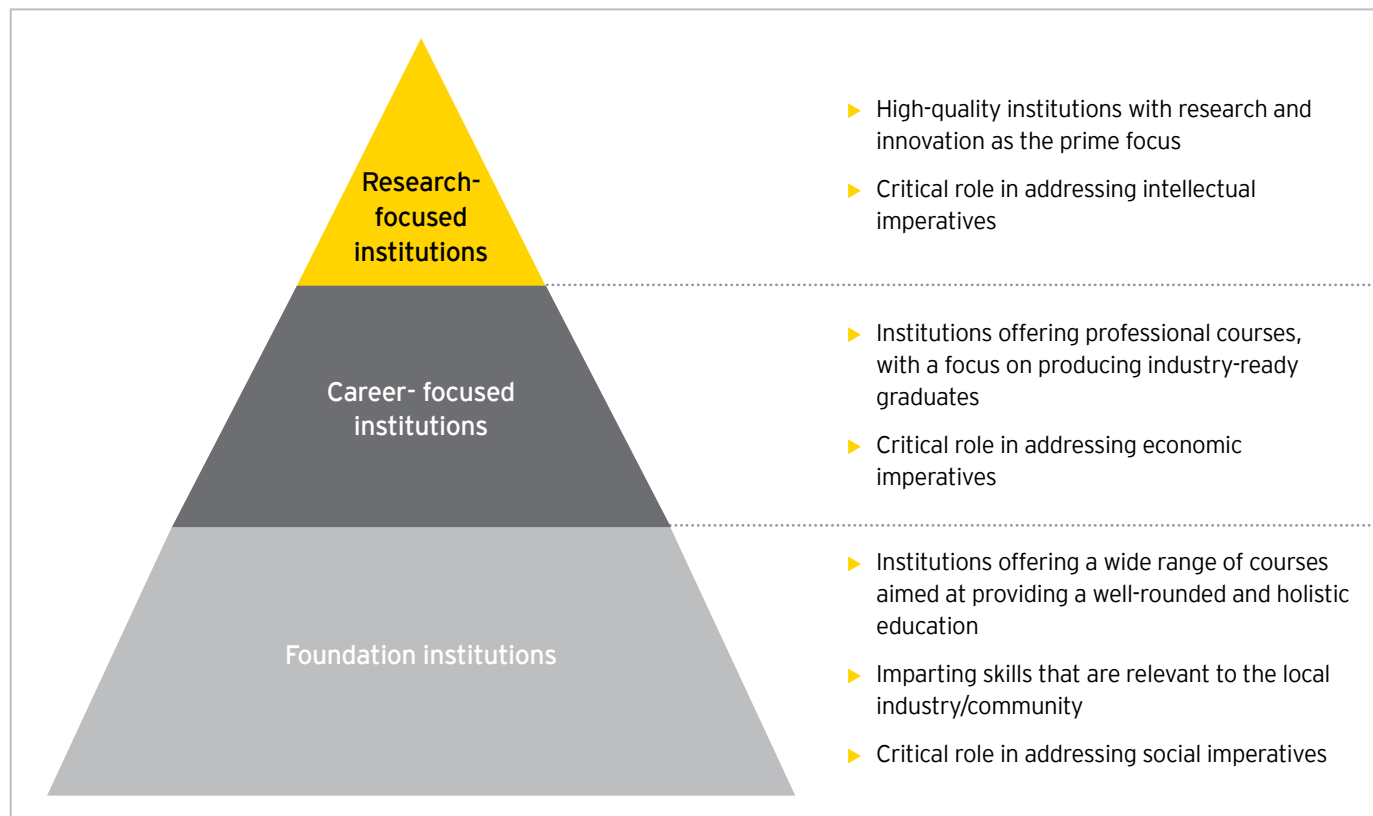 Research-
focused
institutions
High-quality institutions with research and
innovation as the prime focus
Critical role in addressing intellectual
imperatives
Career- focused
institutions
Institutions offering professional courses,
with a focus on producing industry-ready
graduates
Critical role in addressing economic
imperatives
Foundation institutions
Institutions offering a wide range of courses
aimed at providing a well-rounded and holistic
education
Imparting skills that are relevant to the local
industry/community
Critical role in addressing social imperatives